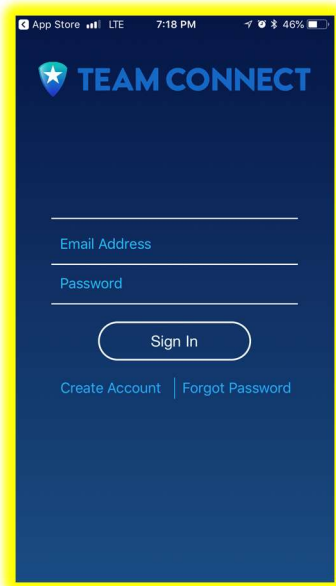 App Store LTE 7:18 PM 46%
TEAM CONNECT
Email Address
Password
Sign In
Create Account | Forgot Password